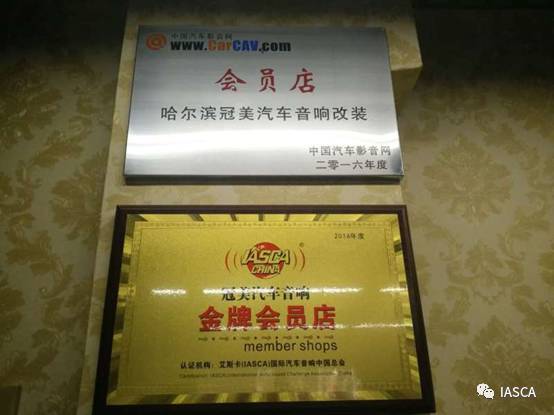 中国汽车影音网
www.CarCAV.com
会员店
哈尔滨冠美汽车音响改装
中国汽车影音网
二零一六年度
2016年度
IASCA
CHINA
®
冠美汽车音响
金牌会员店
member shops
认证机构：艾斯卡(IASCA)国际汽车音响中国总会
IASCA